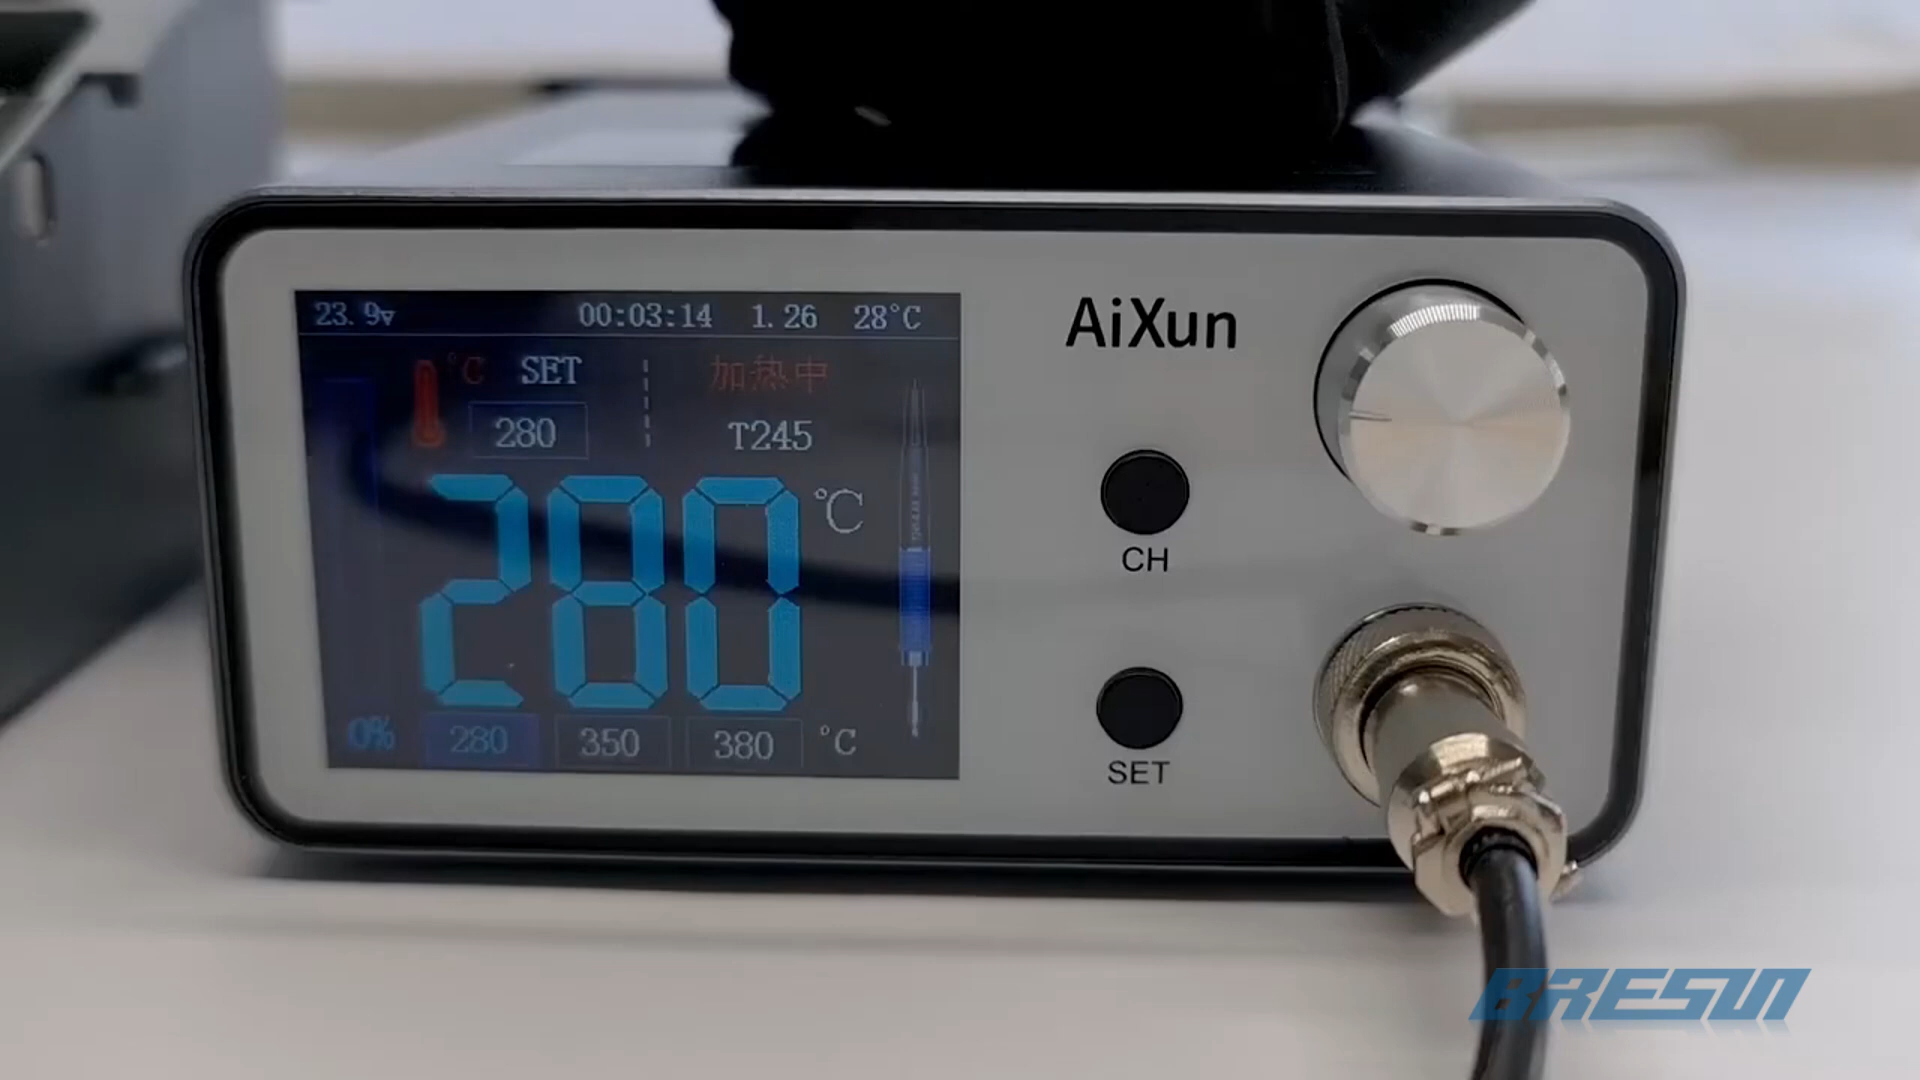 23.9V 00:03:14 1.26 28°C
°C SET 加热中
280 T245
280 °C
0% 280 350 380 °C
AiXun
CH
SET
BRESUN